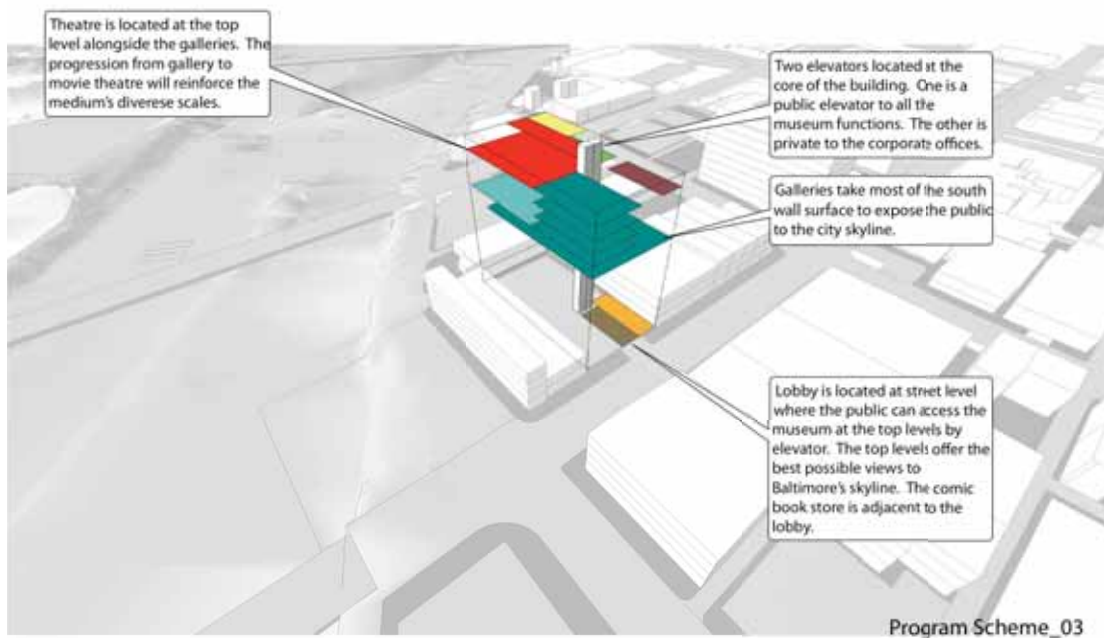 Theatre is located at the top
level alongside the galleries. The
progression from gallery to
movie theatre will reinforce the
medium's diverese scales.
Two elevators located at the
core of the building. One is a
public elevator to all the
museum functions. The other is
private to the corporate offices.
Galleries take most of the south
wall surface to expose the public
to the city skyline.
Lobby is located at street level
where the public can access the
museum at the top levels by
elevator. The top levels offer the
best possible views to
Baltimore's skyline. The comic
book store is adjacent to the
lobby.
Program Scheme_03